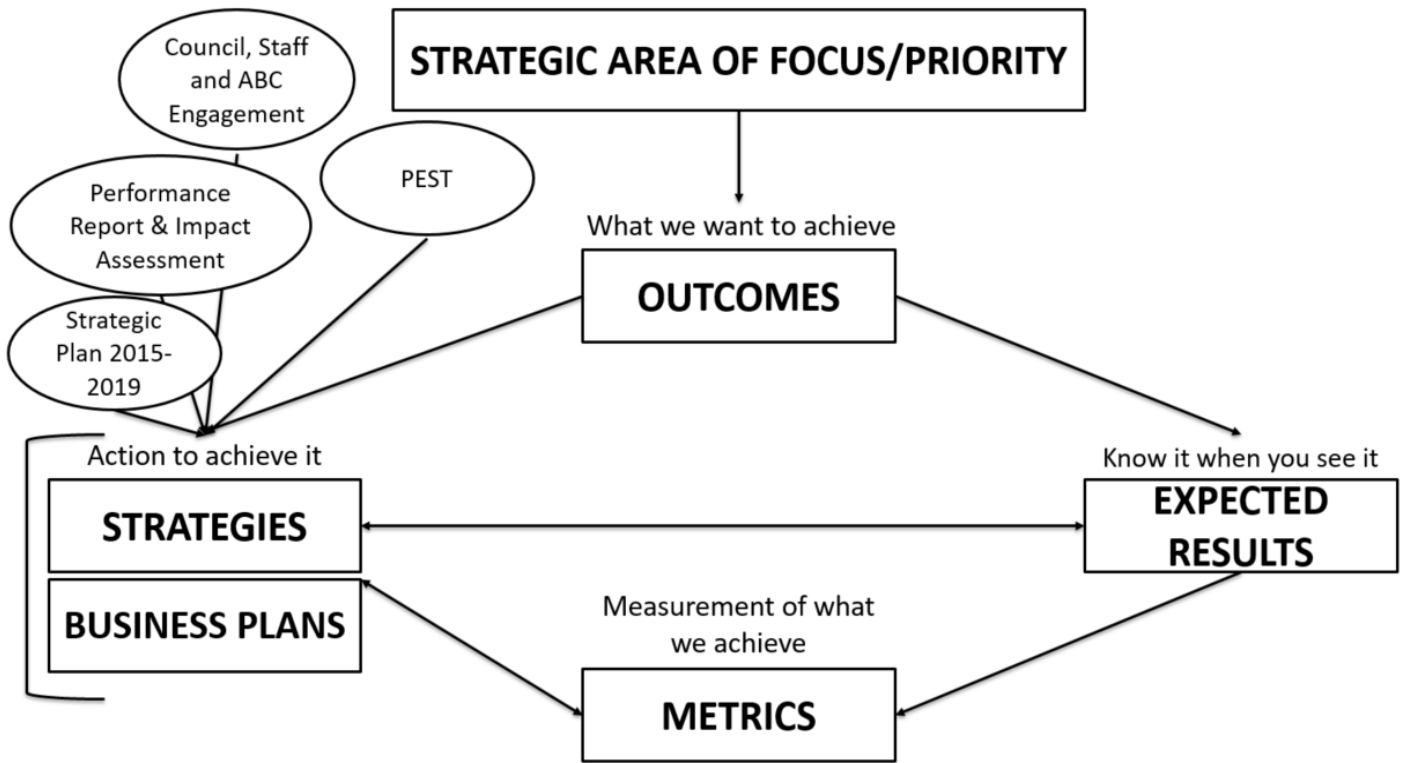 Council, Staff
and ABC
Engagement
STRATEGIC AREA OF FOCUS/PRIORITY
Performance
Report & Impact
Assessment
PEST
What we want to achieve
OUTCOMES
Strategic
Plan 2015-
2019
Action to achieve it
STRATEGIES
BUSINESS PLANS
Know it when you see it
EXPECTED
RESULTS
Measurement of what
we achieve
METRICS